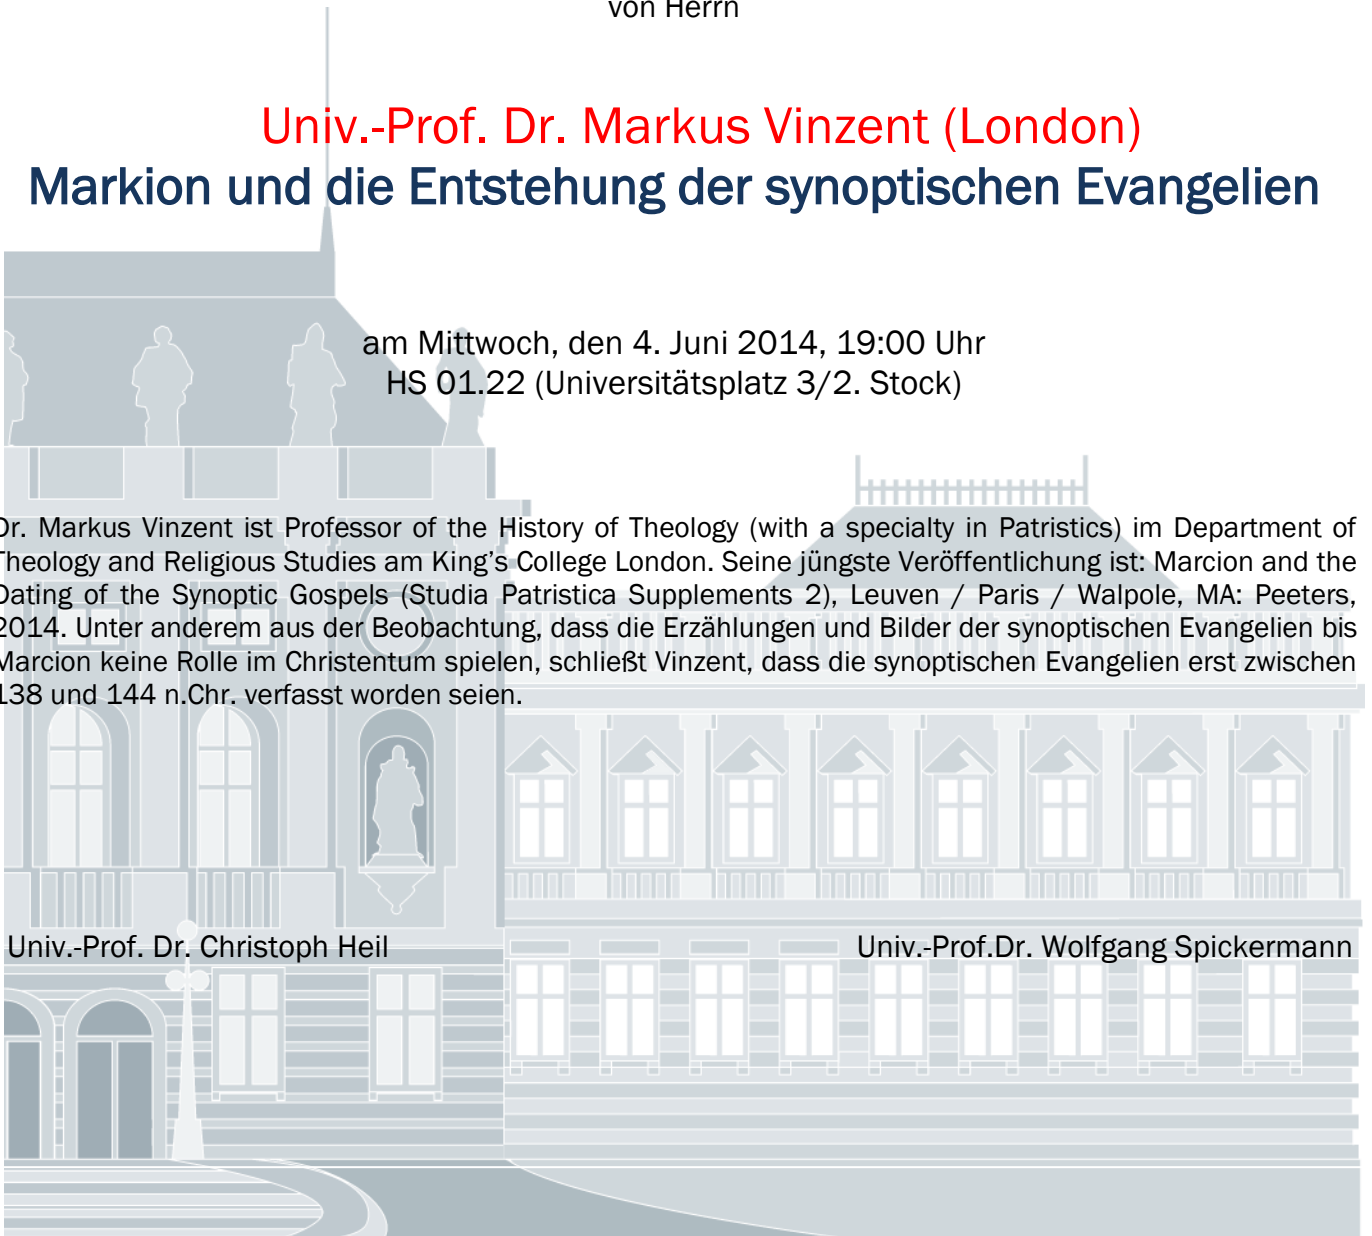 von Herrn
Univ.-Prof. Dr. Markus Vinzent (London)
Markion und die Entstehung der synoptischen Evangelien
am Mittwoch, den 4. Juni 2014, 19:00 Uhr
HS 01.22 (Universitätsplatz 3/2. Stock)
Dr. Markus Vinzent ist Professor of the History of Theology (with a specialty in Patristics) im Department of
Theology and Religious Studies am King's College London. Seine jüngste Veröffentlichung ist: Marcion and the
Dating of the Synoptic Gospels (Studia Patristica Supplements 2), Leuven / Paris / Walpole, MA: Peeters,
2014. Unter anderem aus der Beobachtung, dass die Erzählungen und Bilder der synoptischen Evangelien bis
Marcion keine Rolle im Christentum spielen, schließt Vinzent, dass die synoptischen Evangelien erst zwischen
138 und 144 n.Chr. verfasst worden seien.
Univ.-Prof. Dr. Christoph Heil
Univ.-Prof.Dr. Wolfgang Spickermann